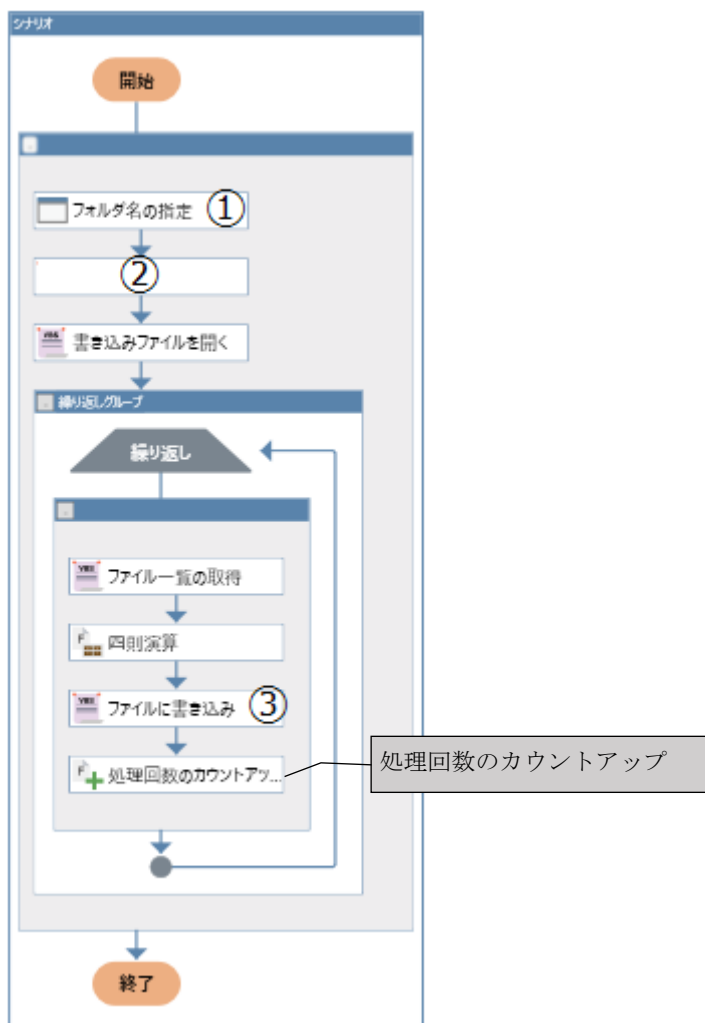 シナリオ
開始
フォルダ名の指定 ①
②
書き込みファイルを開く
繰り返しグループ
繰り返し
ファイル一覧の取得
四則演算
ファイルに書き込み ③
処理回数のカウントアッ...
処理回数のカウントアップ
終了